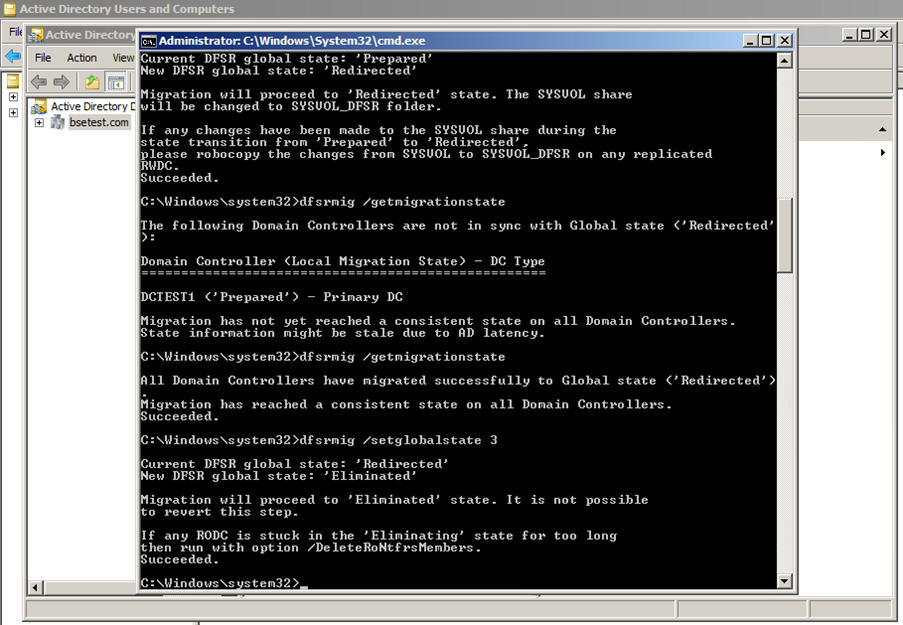 Active Directory Users and Computers
Fil
Active Directory
File Action View
Active Directory D
bsetest.com
Administrator: C:\Windows\System32\cmd.exe
Current DFSR global state: 'Prepared'
New DFSR global state: 'Redirected'
Migration will proceed to 'Redirected' state. The SYSVOL share
will be changed to SYSVOL_DFSR folder.
If any changes have been made to the SYSVOL share during the
state transition from 'Prepared' to 'Redirected',
please robocopy the changes from SYSVOL to SYSVOL_DFSR on any replicated
RWDC.
Succeeded.
C:\Windows\system32>dfsrmig /getmigrationstate
The following Domain Controllers are not in sync with Global state ('Redirected'
):
Domain Controller (Local Migration State) - DC Type
===================================================
DCTEST1 ('Prepared') - Primary DC
Migration has not yet reached a consistent state on all Domain Controllers.
State information might be stale due to AD latency.
C:\Windows\system32>dfsrmig /getmigrationstate
All Domain Controllers have migrated successfully to Global state ('Redirected')
.
Migration has reached a consistent state on all Domain Controllers.
Succeeded.
C:\Windows\system32>dfsrmig /setglobalstate 3
Current DFSR global state: 'Redirected'
New DFSR global state: 'Eliminated'
Migration will proceed to 'Eliminated' state. It is not possible
to revert this step.
If any RODC is stuck in the 'Eliminating' state for too long
then run with option /DeleteRoNtfrsMembers.
Succeeded.
C:\Windows\system32>_